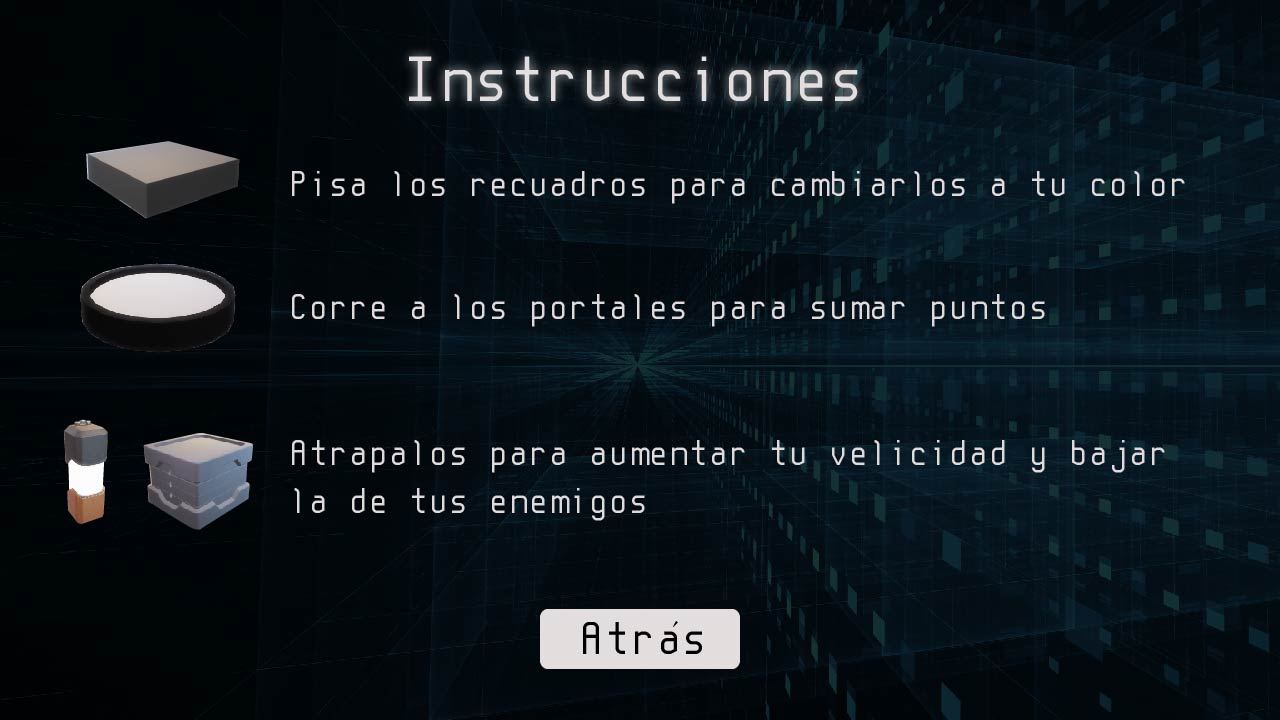 Instrucciones
Pisa los recuadros para cambiarlos a tu color
Corre a los portales para sumar puntos
Atrapalos para aumentar tu velicidad y bajar
la de tus enemigos
Atrás